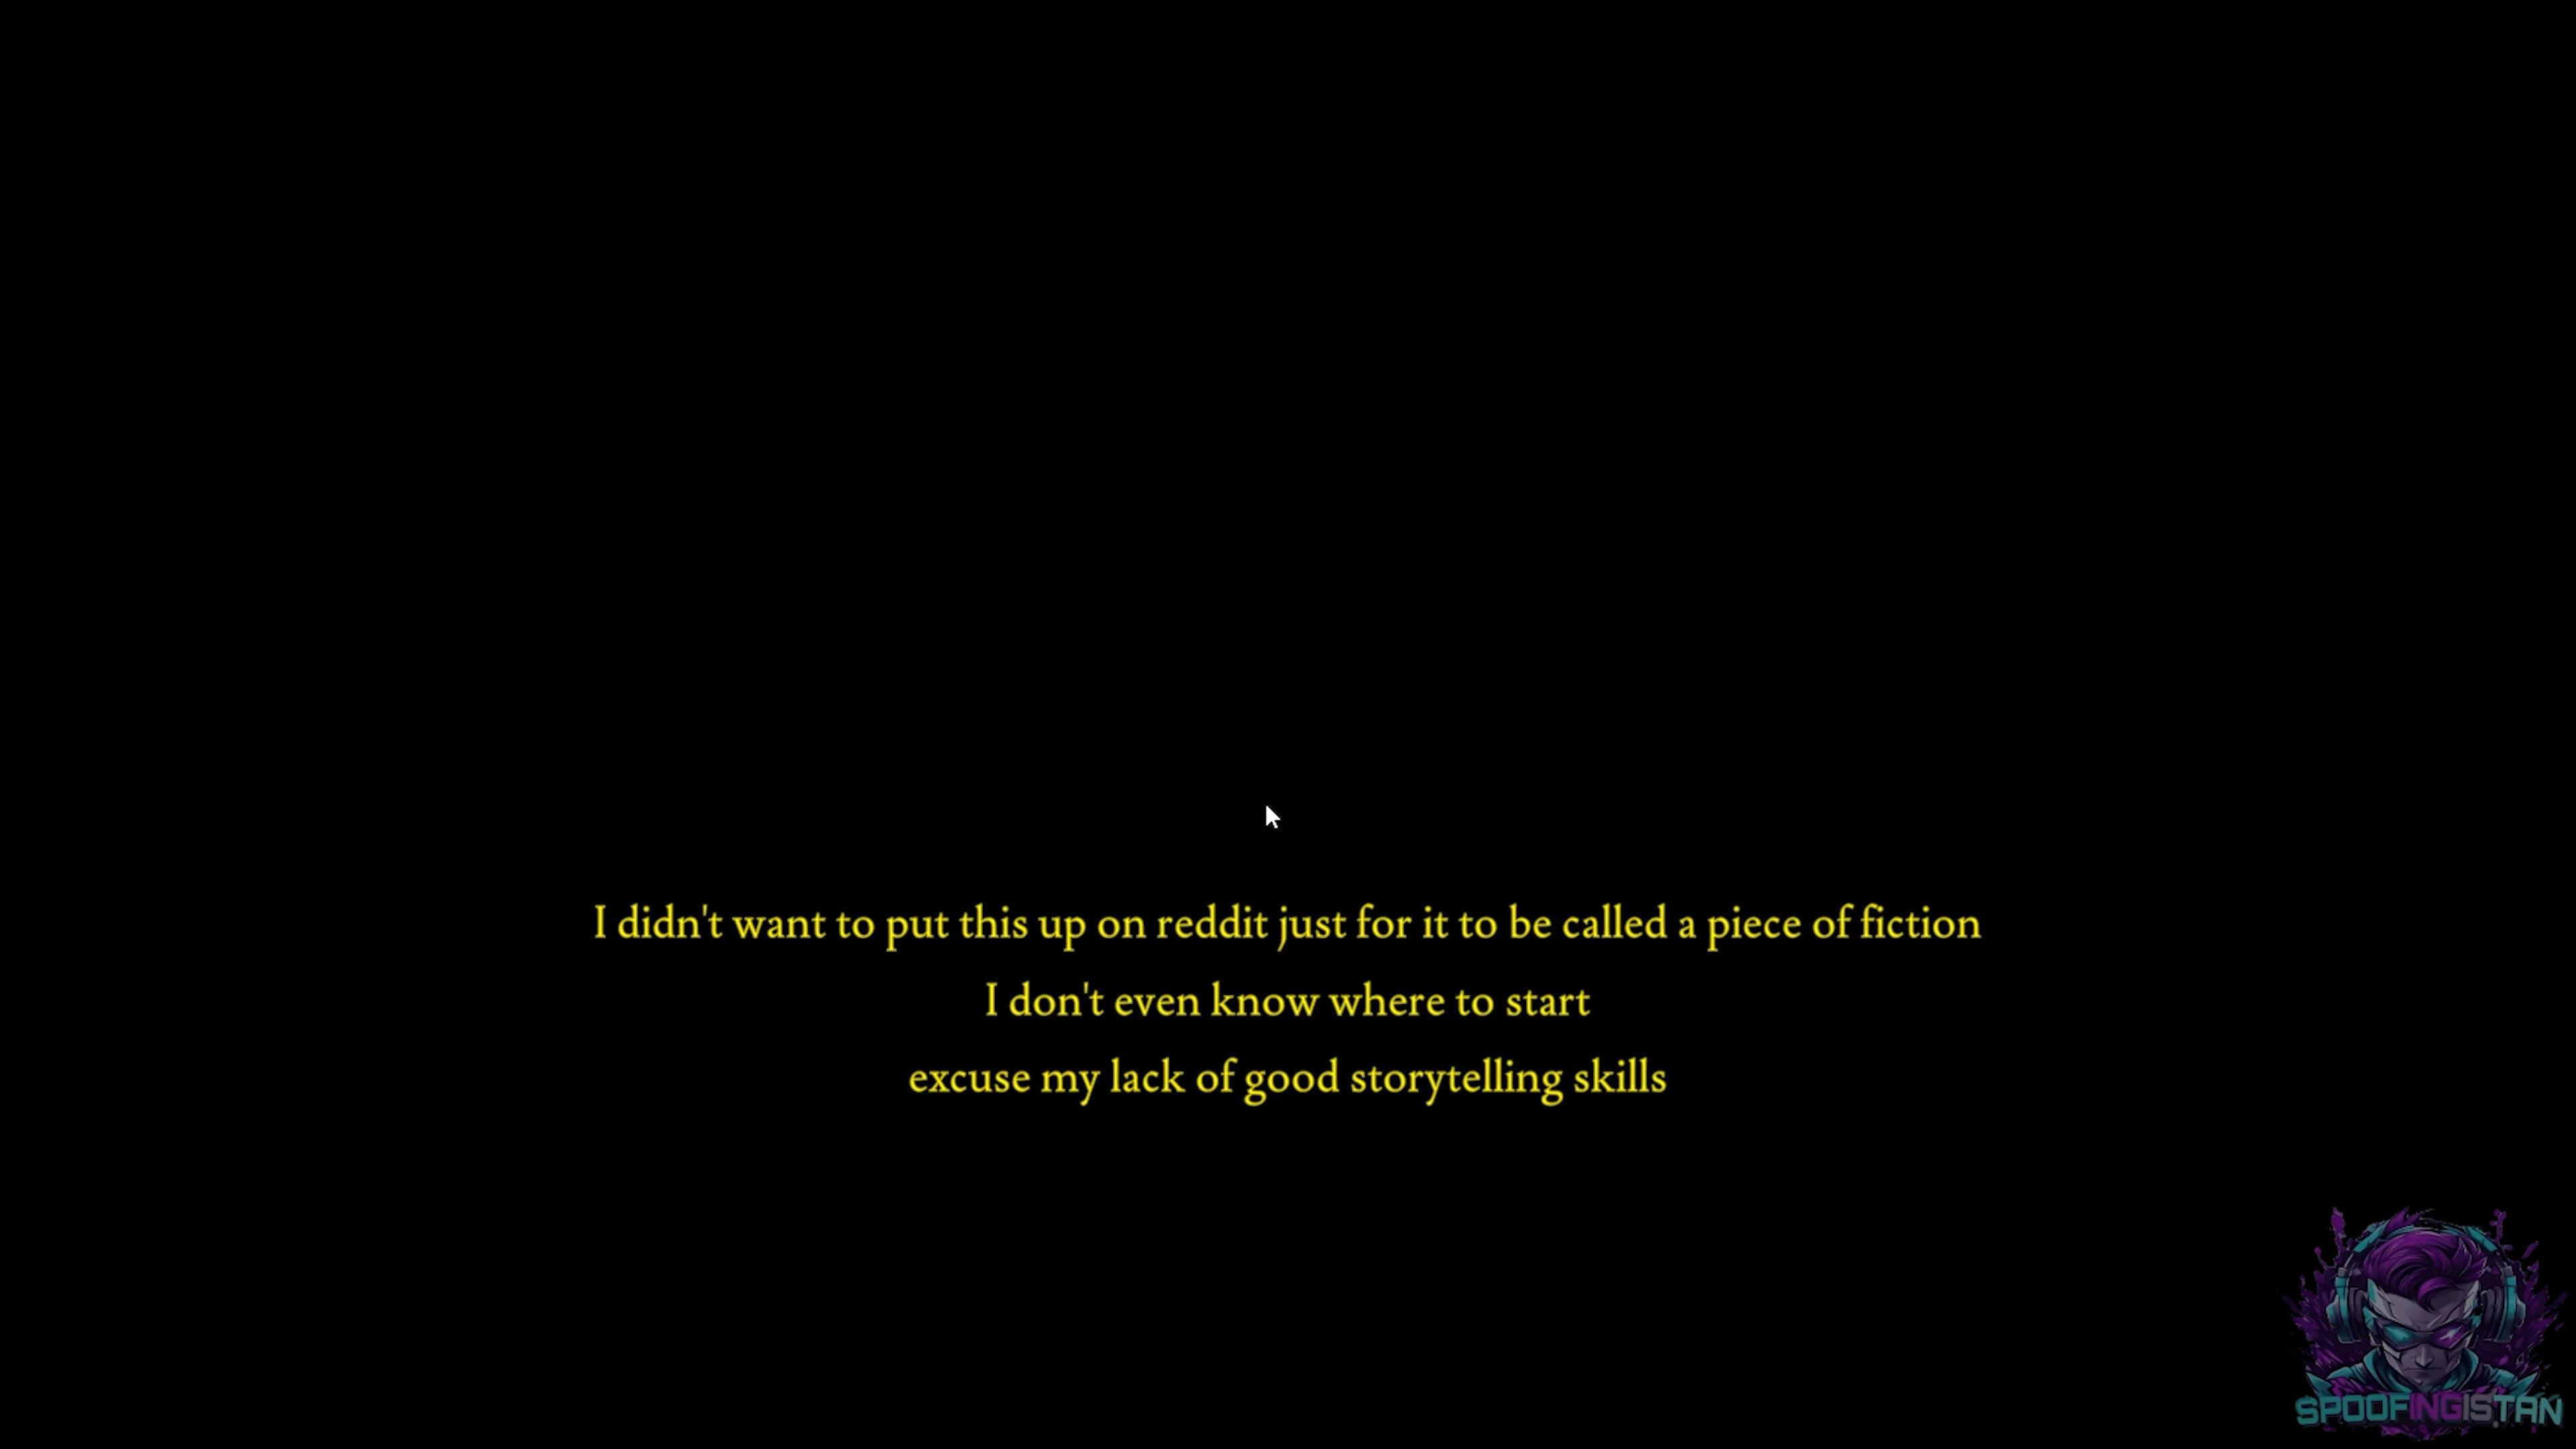 I didn't want to put this up on reddit just for it to be called a piece of fiction
I don't even know where to start
excuse my lack of good storytelling skills
SPOOFINGISTAN